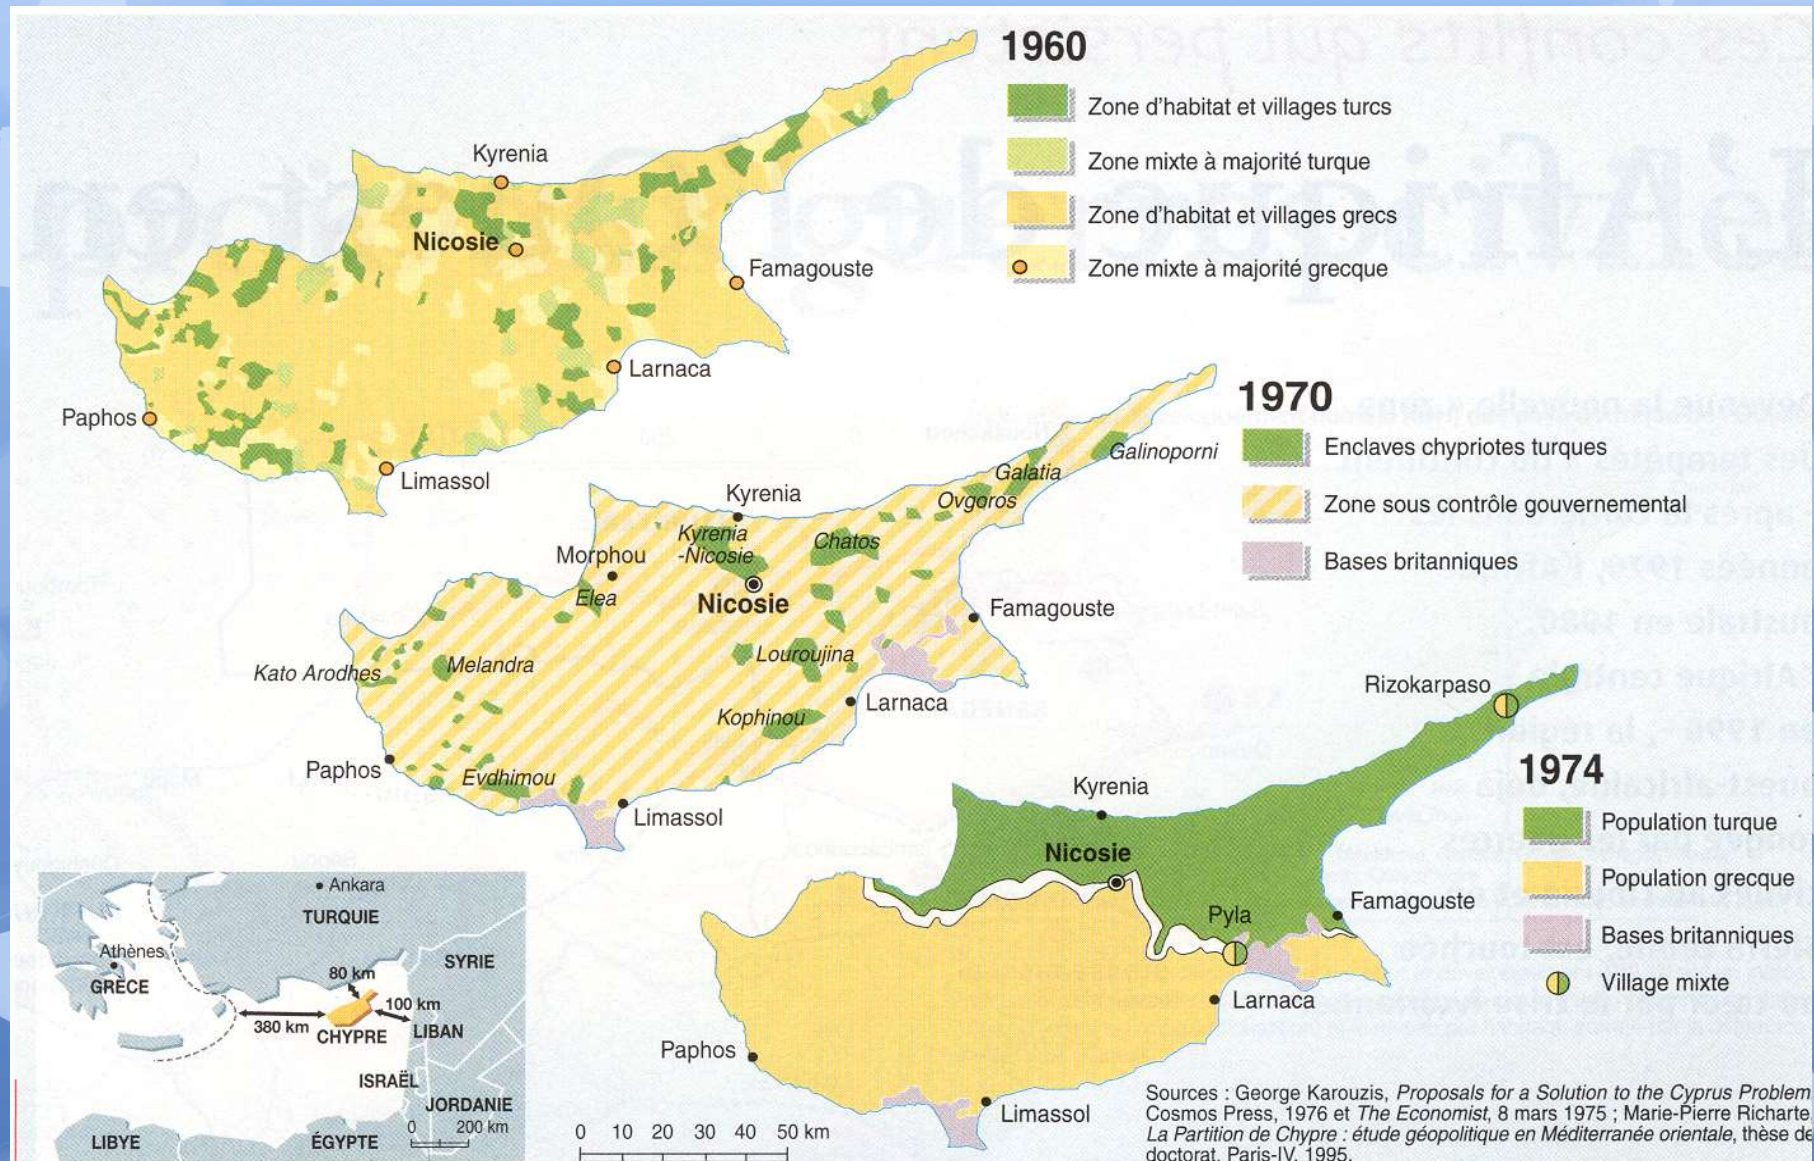 1960
Zone d'habitat et villages turcs
Zone mixte à majorité turque
Zone d'habitat et villages grecs
Zone mixte à majorité grecque
Kyrenia
Nicosie
Famagouste
Larnaca
Paphos
Limassol
1970
Enclaves chypriotes turques
Zone sous contrôle gouvernemental
Bases britanniques
Galinoporni
Galatia
Ovgoros
Kyrenia
Kyrenia
-Nicosie
Chatos
Morphou
Elea
Nicosie
Famagouste
Louroujina
Melandra
Kato Arodhes
Larnaca
Kophinou
Paphos
Evdhimou
Limassol
1974
Population turque
Population grecque
Bases britanniques
Village mixte
Rizokarpaso
Kyrenia
Nicosie
Famagouste
Pyla
Larnaca
Paphos
Limassol
Ankara
TURQUIE
Athènes
GRÈCE
SYRIE
80 km
100 km
380 km
CHYPRE
LIBAN
ISRAËL
JORDANIE
0 200 km
LIBYE
ÉGYPTE
0 10 20 30 40 50 km
Sources : George Karouzis, Proposals for a Solution to the Cyprus Problem
Cosmos Press, 1976 et The Economist, 8 mars 1975 ; Marie-Pierre Richarte,
La Partition de Chypre : étude géopolitique en Méditerranée orientale, thèse de
doctorat, Paris-IV, 1995.